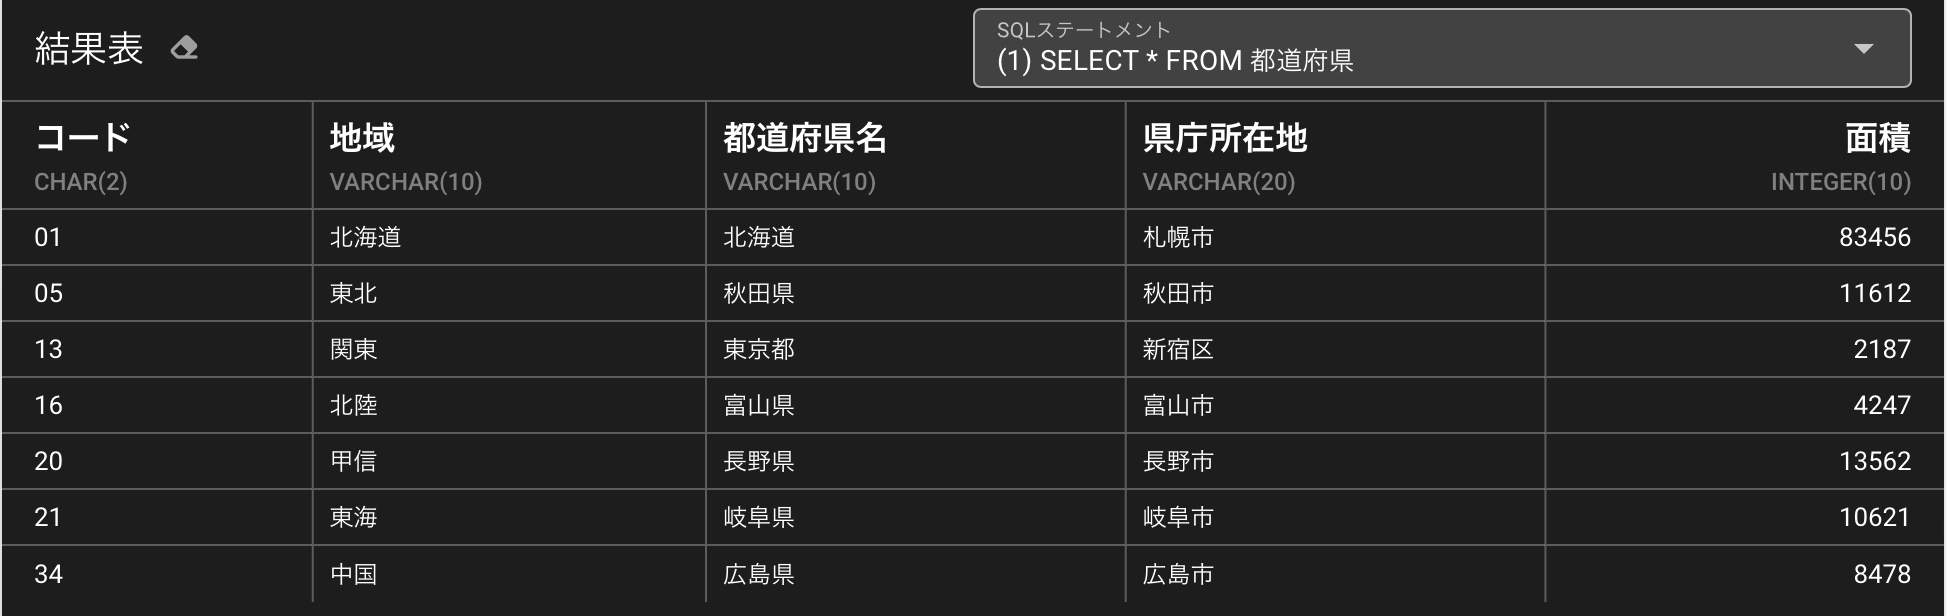 結果表
SQLステートメント
(1) SELECT * FROM 都道府県
コード 地域 都道府県名 県庁所在地 面積
CHAR(2) VARCHAR(10) VARCHAR(10) VARCHAR(20) INTEGER(10)
01 北海道 北海道 札幌市 83456
05 東北 秋田県 秋田市 11612
13 関東 東京都 新宿区 2187
16 北陸 富山県 富山市 4247
20 甲信 長野県 長野市 13562
21 東海 岐阜県 岐阜市 10621
34 中国 広島県 広島市 8478